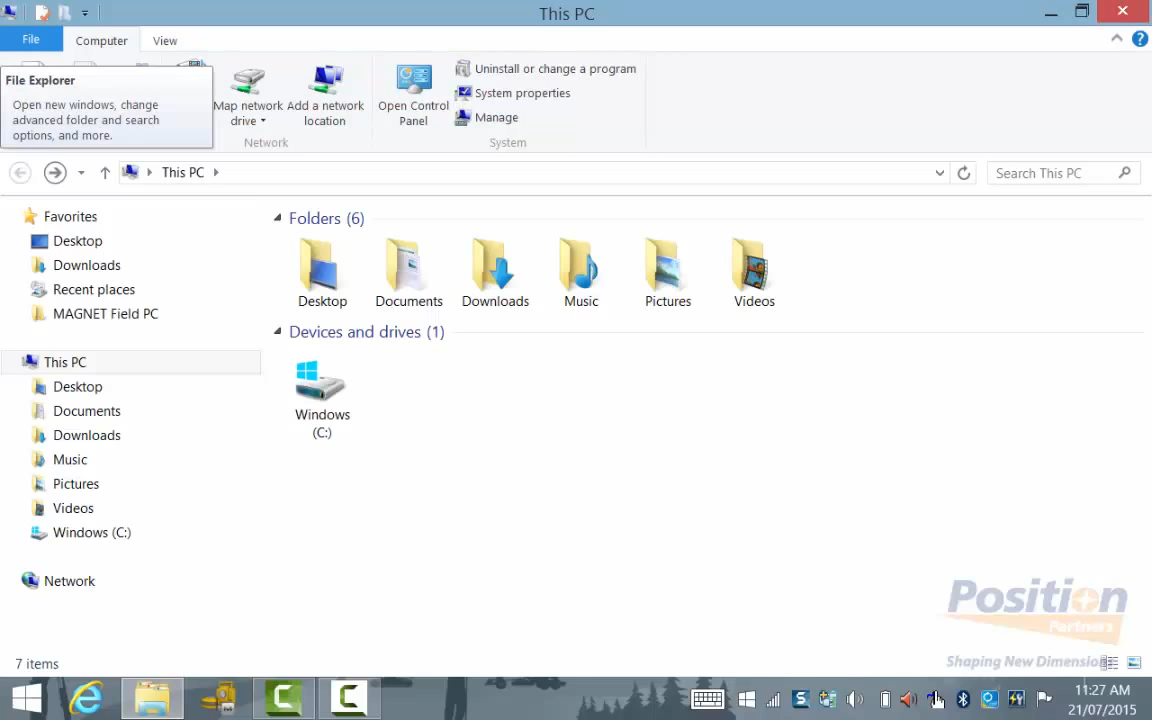 This PC
File
Computer
View
File Explorer
Open new windows, change
advanced folder and search
options, and more.
Map network
drive
Add a network
location
Network
Open Control
Panel
Uninstall or change a program
System properties
Manage
System
This PC
Search This PC
Favorites
Desktop
Downloads
Recent places
MAGNET Field PC
This PC
Desktop
Documents
Downloads
Music
Pictures
Videos
Windows (C:)
Network
Folders (6)
Desktop
Documents
Downloads
Music
Pictures
Videos
Devices and drives (1)
Windows
(C:)
Position
Partners
Shaping New Dimensio
7 items
11:27 AM
21/07/2015